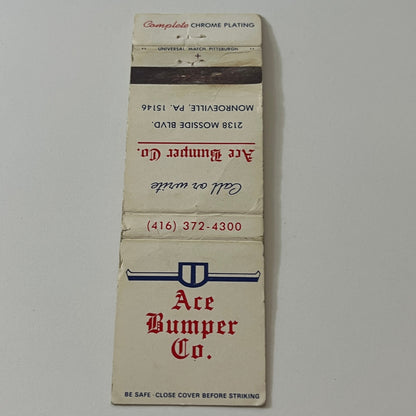 Complete CHROME PLATING
UNIVERSAL MATCH, PITTSBURGH
Call or write
Ace Bumper Co.
2138 MOSSIDE BLVD.
MONROEVILLE, PA. 15146
(416) 372-4300
Ace
Bumper
Co.
BE SAFE - CLOSE COVER BEFORE STRIKING